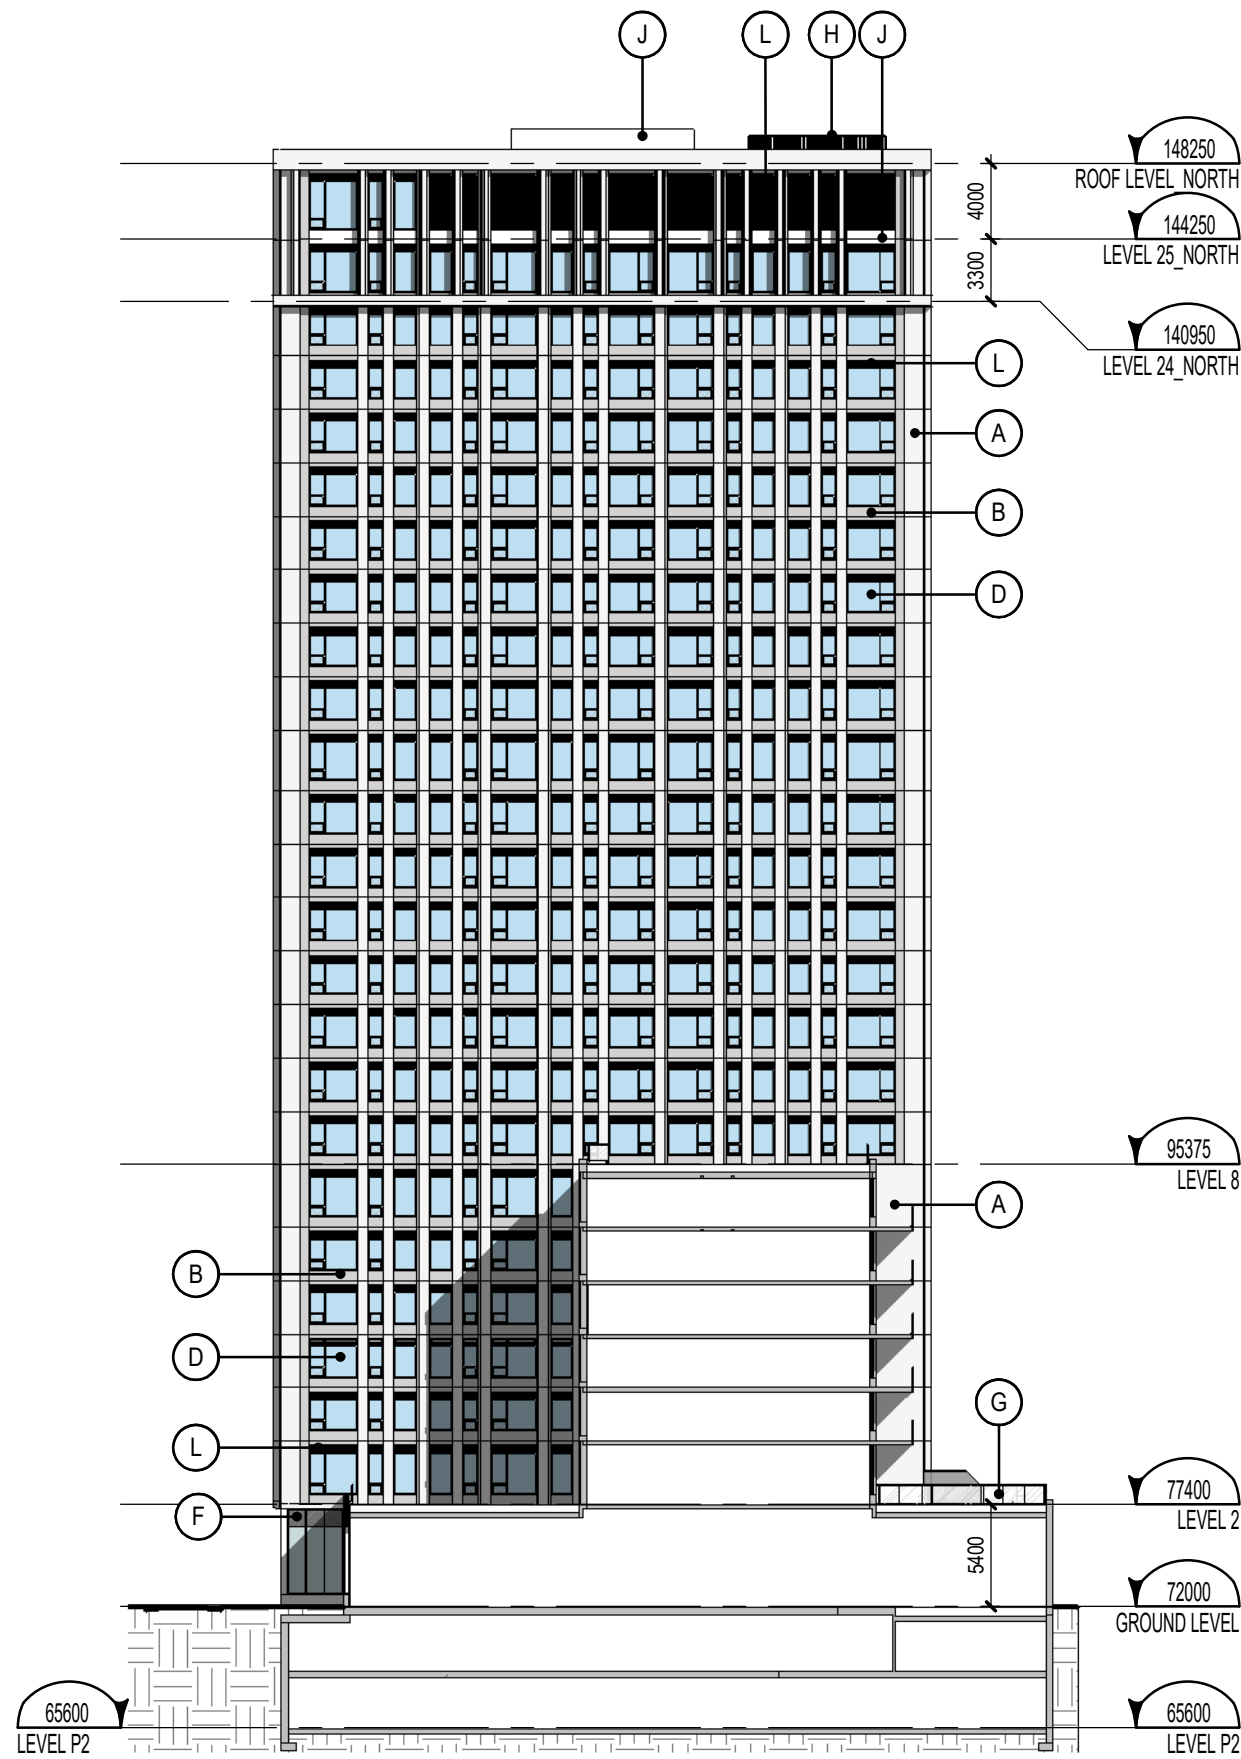 J
L
H
J
148250
ROOF LEVEL_NORTH
4000
144250
LEVEL 25_NORTH
3300
140950
LEVEL 24_NORTH
L
A
B
D
95375
LEVEL 8
A
B
D
G
L
77400
LEVEL 2
F
5400
72000
GROUND LEVEL
65600
LEVEL P2
65600
LEVEL P2